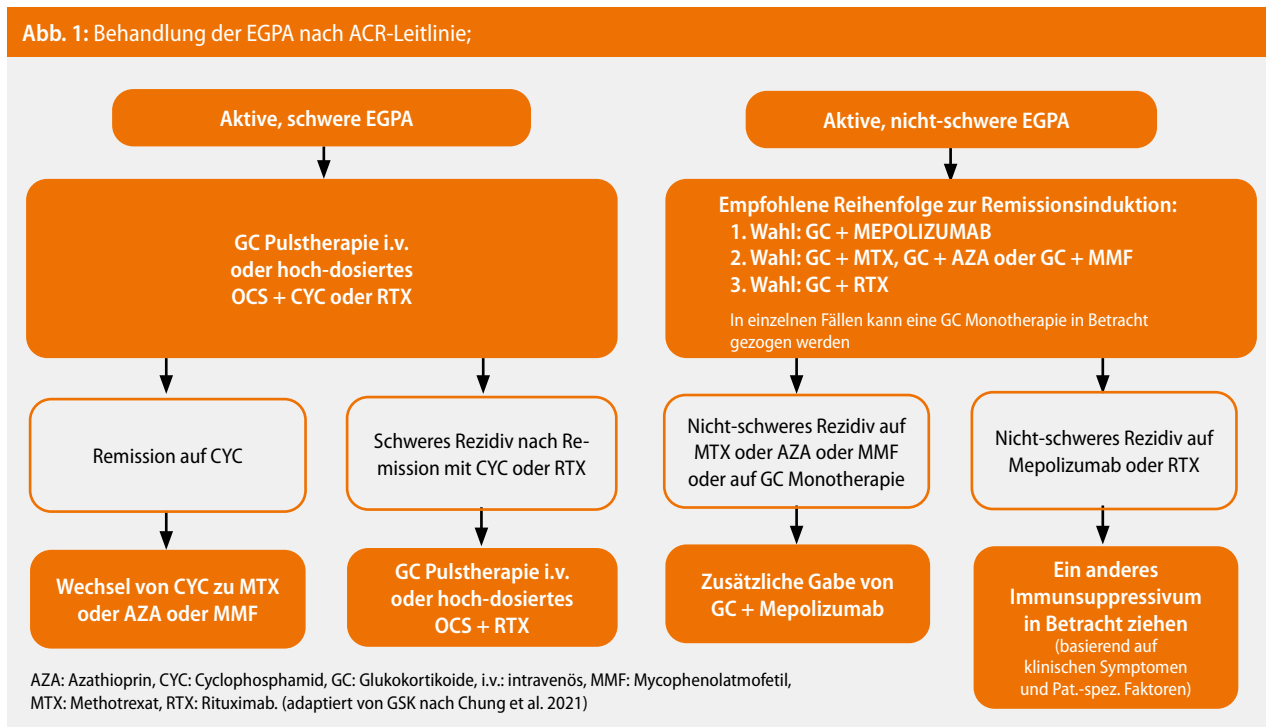 Abb. 1: Behandlung der EGPA nach ACR-Leitlinie;
Aktive, schwere EGPA
GC Pulstherapie i.v.
oder hoch-dosiertes
OCS + CYC oder RTX
Remission auf CYC
Schweres Rezidiv nach Re-
mission mit CYC oder RTX
Wechsel von CYC zu MTX
oder AZA oder MMF
GC Pulstherapie i.v.
oder hoch-dosiertes
OCS + RTX
Aktive, nicht-schwere EGPA
Empfohlene Reihenfolge zur Remissionsinduktion:
1. Wahl: GC + MEPOLIZUMAB
2. Wahl: GC + MTX, GC + AZA oder GC + MMF
3. Wahl: GC + RTX
In einzelnen Fällen kann eine GC Monotherapie in Betracht
gezogen werden
Nicht-schweres Rezidiv auf
MTX oder AZA oder MMF
oder auf GC Monotherapie
Nicht-schweres Rezidiv auf
Mepolizumab oder RTX
Zusätzliche Gabe von
GC + Mepolizumab
Ein anderes
Immunsuppressivum
in Betracht ziehen
(basierend auf
klinischen Symptomen
und Pat.-spez. Faktoren)
AZA: Azathioprin, CYC: Cyclophosphamid, GC: Glukokortikoide, i.v.: intravenös, MMF: Mycophenolatmofetil,
MTX: Methotrexat, RTX: Rituximab. (adaptiert von GSK nach Chung et al. 2021)